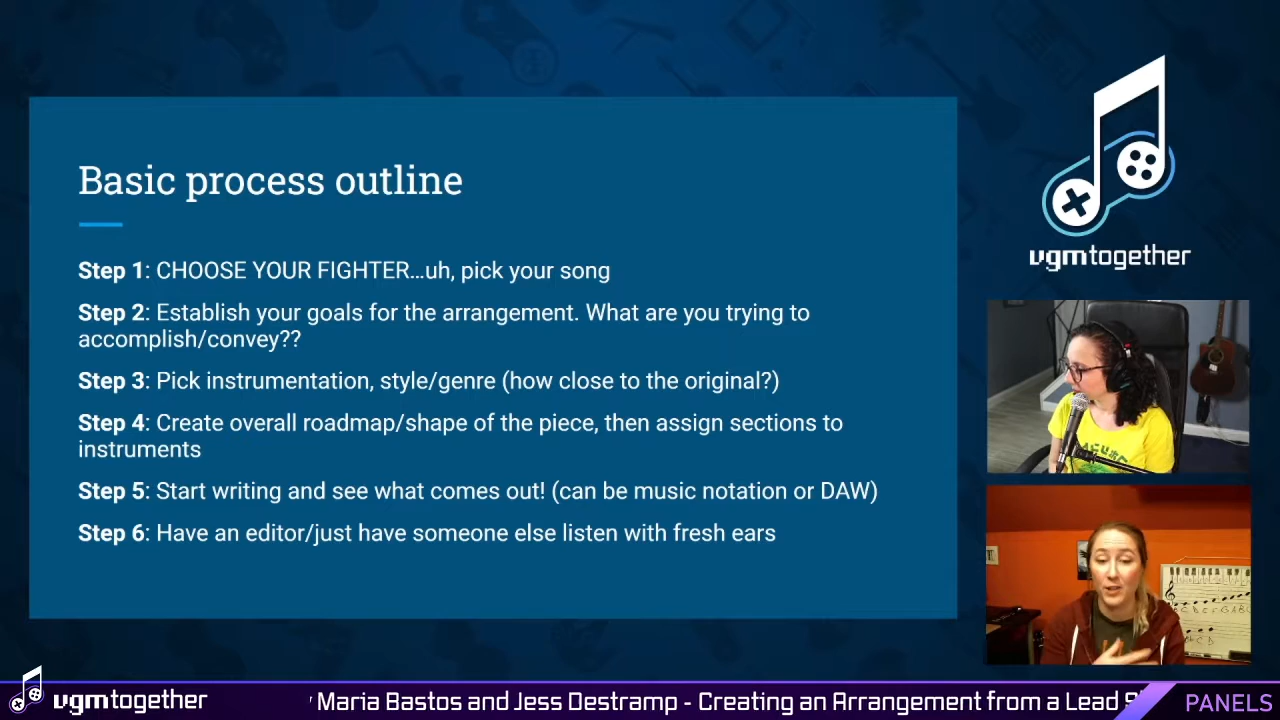 Basic process outline
Step 1: CHOOSE YOUR FIGHTER...uh, pick your song
Step 2: Establish your goals for the arrangement. What are you trying to
accomplish/convey??
Step 3: Pick instrumentation, style/genre (how close to the original?)
Step 4: Create overall roadmap/shape of the piece, then assign sections to
instruments
Step 5: Start writing and see what comes out! (can be music notation or DAW)
Step 6: Have an editor/just have someone else listen with fresh ears
vgmtogether
vgmtogether
Maria Bastos and Jess Destramp - Creating an Arrangement from a Lead
PANELS